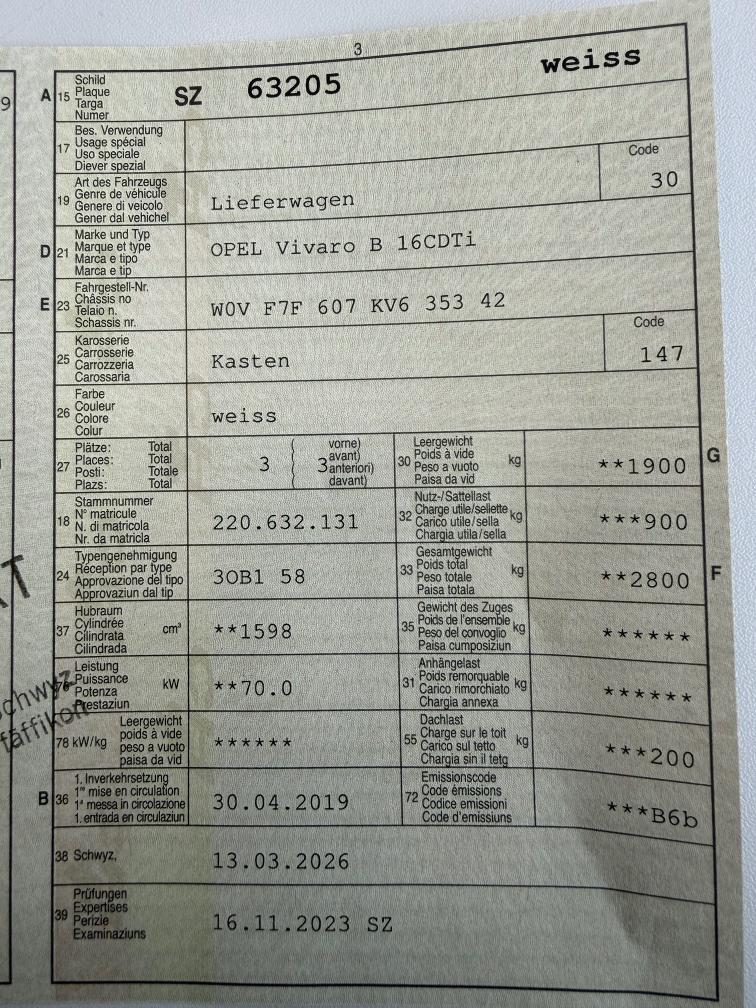 3
9
A 15 Schild SZ 63205 weiss
Plaque
Targa
Numer
17 Bes. Verwendung
Usage spécial
Uso speciale
Diever spezial
19 Art des Fahrzeugs Lieferwagen Code 30
Genre de véhicule
Genere di veicolo
Gener dal vehichel
D 21 Marke und Typ OPEL Vivaro B 16CDTi
Marque et type
Marca e tipo
Marca e tip
E 23 Fahrgestell-Nr. W0V F7F 607 KV6 353 42
Châssis no
Telaio n.
Schassis nr.
25 Karosserie Kasten Code 147
Carrosserie
Carrozzeria
Carossaria
26 Farbe weiss
Couleur
Colore
Colur
27 Plätze: Total 3 ( 3 vorne)
Places: Total avant)
Posti: Totale anteriori)
Plazs: Total davant)
30 Leergewicht kg **1900 G
Poids à vide
Peso a vuoto
Paisa da vid
18 Stammnummer 220.632.131
N° matricule
N. di matricola
Nr. da matricla
32 Nutz-/Sattellast kg ***900
Charge utile/sellette
Carico utile/sella
Chargia utila/sella
24 Typengenehmigung 3OB1 58
Réception par type
Approvazione del tipo
Approvaziun dal tip
33 Gesamtgewicht kg **2800 F
Poids total
Peso totale
Paisa totala
37 Hubraum cm³ **1598
Cylindrée
Cilindrata
Cilindrada
35 Gewicht des Zuges kg ******
Poids de l'ensemble
Peso del convoglio
Paisa cumposiziun
76 Leistung kW **70.0
Puissance
Potenza
Prestaziun
31 Anhängelast kg ******
Poids remorquable
Carico rimorchiato
Chargia annexa
78 kW/kg Leergewicht ******
poids à vide
peso a vuoto
paisa da vid
55 Dachlast kg ***200
Charge sur le toit
Carico sul tetto
Chargia sin il tetg
B 36 1. Inverkehrsetzung 30.04.2019
1re mise en circulation
1a messa in circolazione
1. entrada en circulaziun
72 Emissionscode ***B6b
Code émissions
Codice emissioni
Code d'emissiuns
38 Schwyz, 13.03.2026
39 Prüfungen 16.11.2023 SZ
Expertises
Perizie
Examinaziuns